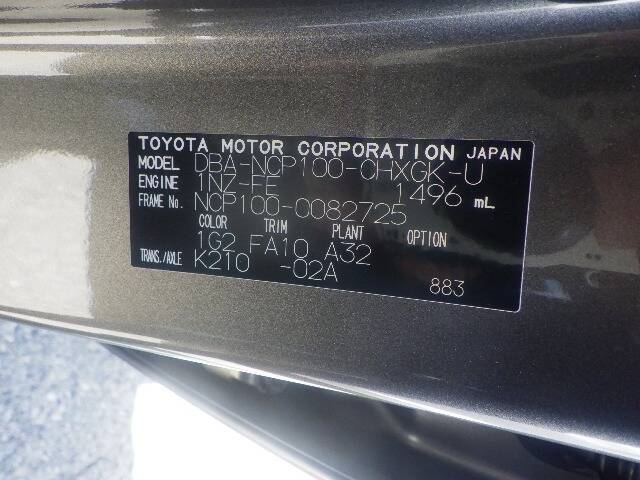 TOYOTA MOTOR CORPORATION JAPAN
MODEL DBA-NCP100-CHXGK-U
ENGINE 1NZ-FE 1496 mL
FRAME No. NCP100-0082725
COLOR TRIM PLANT OPTION
1G2 FA10 A32
TRANS./AXLE K210 -02A
883